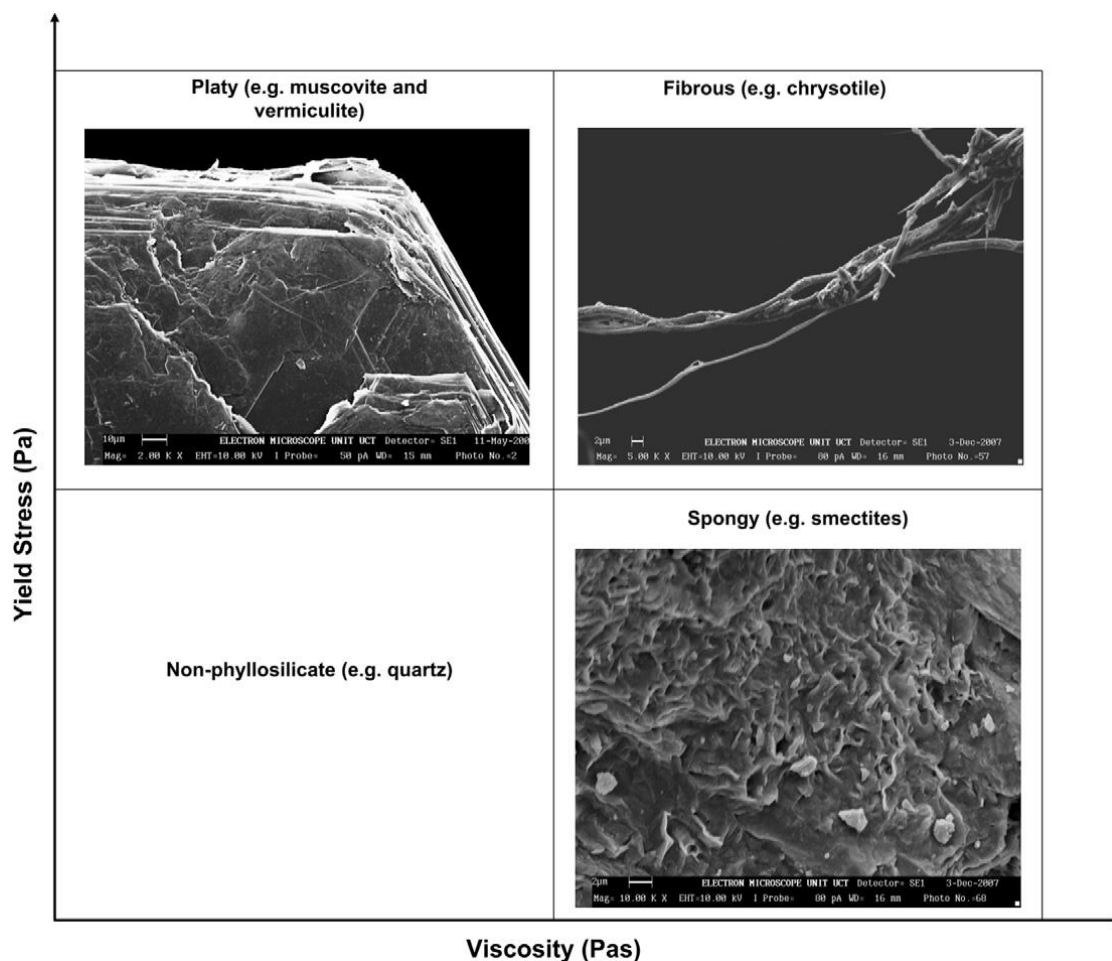 Platy (e.g. muscovite and
vermiculite)
Fibrous (e.g. chrysotile)
10µm ELECTRON MICROSCOPE UNIT UCT Detector= SE1 11-May-200
Mag= 2.00 K X EHT=10.00 kV I Probe= 50 pA WD= 15 mm Photo No.=2
2µm ELECTRON MICROSCOPE UNIT UCT Detector= SE1 3-Dec-2007
Mag= 5.00 K X EHT=10.00 kV I Probe= 80 pA WD= 16 mm Photo No.=57
Yield Stress (Pa)
Non-phyllosilicate (e.g. quartz)
Spongy (e.g. smectites)
2µm ELECTRON MICROSCOPE UNIT UCT Detector= SE1 3-Dec-2007
Mag= 10.00 K X EHT=10.00 kV I Probe= 80 pA WD= 16 mm Photo No.=60
Viscosity (Pas)